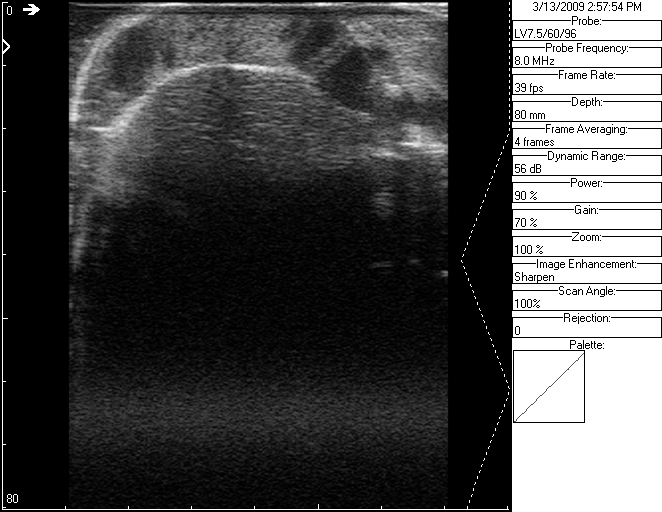 0
80
3/13/2009 2:57:54 PM
Probe:
LV7.5/60/96
Probe Frequency:
8.0 MHz
Frame Rate:
39 fps
Depth:
80 mm
Frame Averaging:
4 frames
Dynamic Range:
56 dB
Power:
90 %
Gain:
70 %
Zoom:
100 %
Image Enhancement:
Sharpen
Scan Angle:
100%
Rejection:
0
Palette: